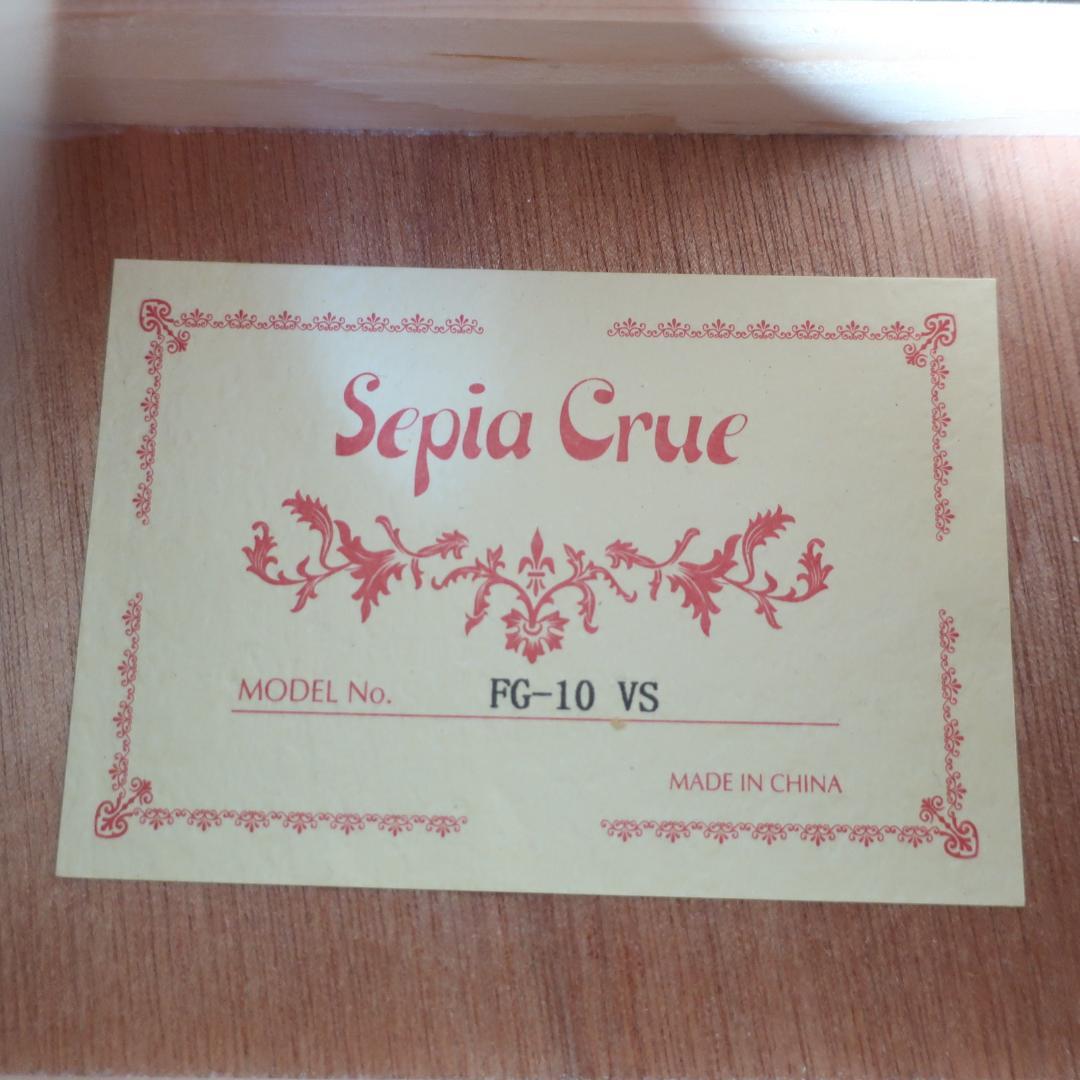 Sepia Crue
MODEL No. FG-10 VS
MADE IN CHINA